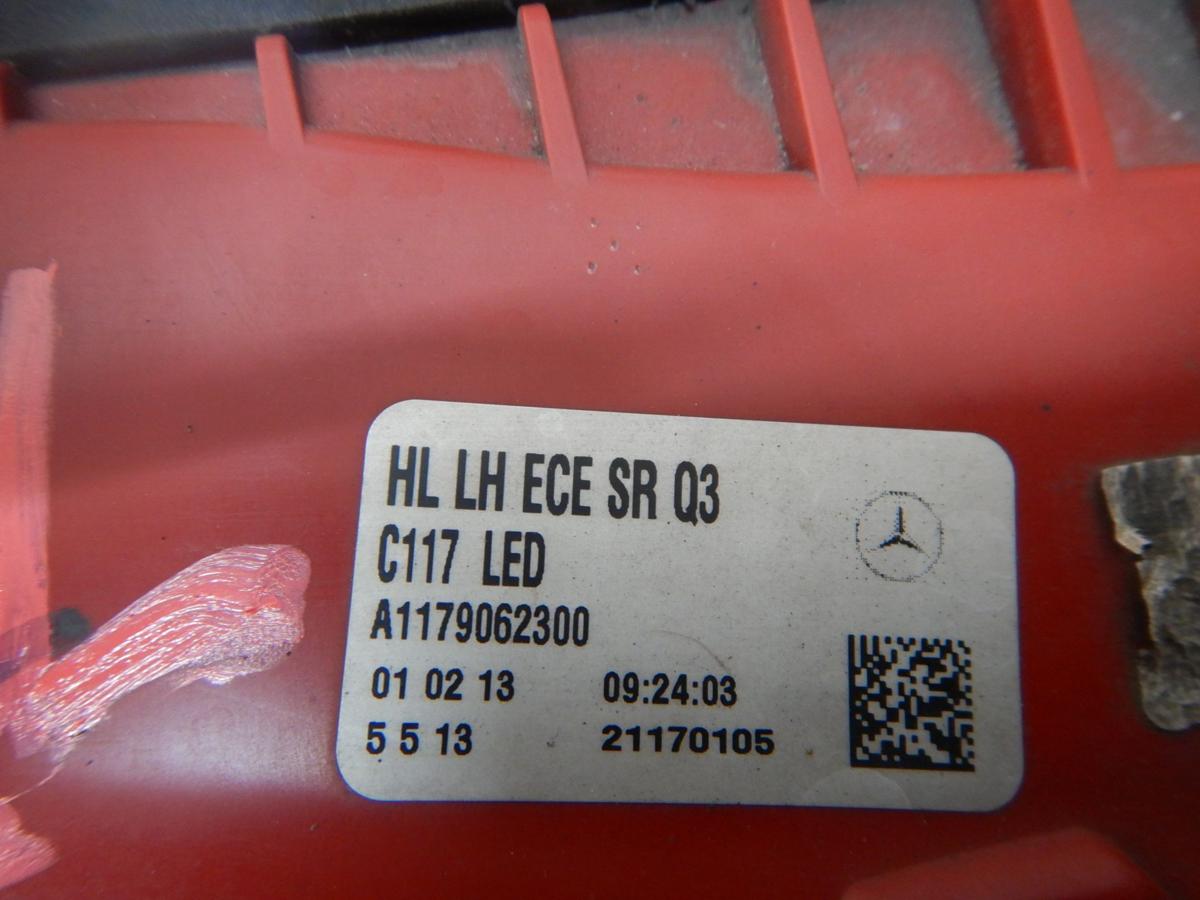 HL LH ECE SR Q3
C117 LED
A1179062300
01 02 13 09:24:03
5 5 13 21170105